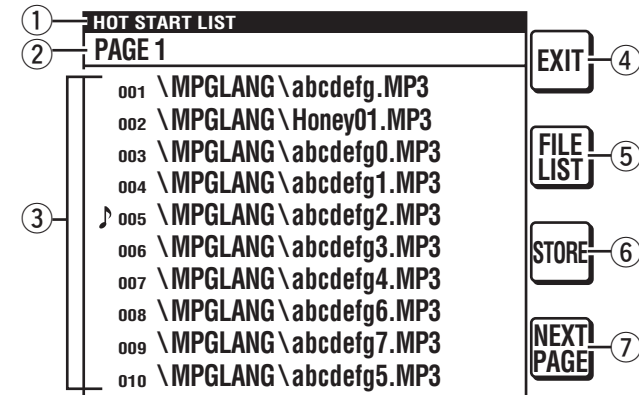 ① HOT START LIST
② PAGE 1
001 \MPGLANG\abcdefg.MP3
002 \MPGLANG\Honey01.MP3
003 \MPGLANG\abcdefg0.MP3
004 \MPGLANG\abcdefg1.MP3
③ ♪ 005 \MPGLANG\abcdefg2.MP3
006 \MPGLANG\abcdefg3.MP3
007 \MPGLANG\abcdefg4.MP3
008 \MPGLANG\abcdefg6.MP3
009 \MPGLANG\abcdefg7.MP3
010 \MPGLANG\abcdefg5.MP3
EXIT ④
FILE
LIST ⑤
STORE ⑥
NEXT
PAGE ⑦